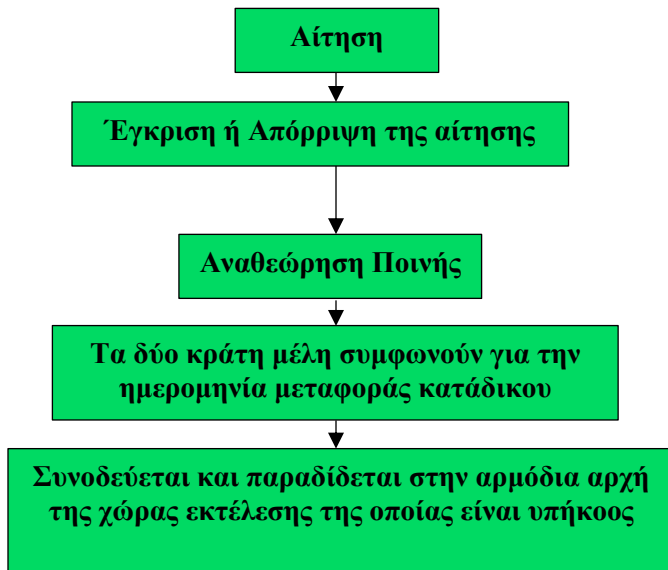 Αίτηση
Έγκριση ή Απόρριψη της αίτησης
Αναθεώρηση Ποινής
Τα δύο κράτη μέλη συμφωνούν για την
ημερομηνία μεταφοράς κατάδικου
Συνοδεύεται και παραδίδεται στην αρμόδια αρχή
της χώρας εκτέλεσης της οποίας είναι υπήκοος